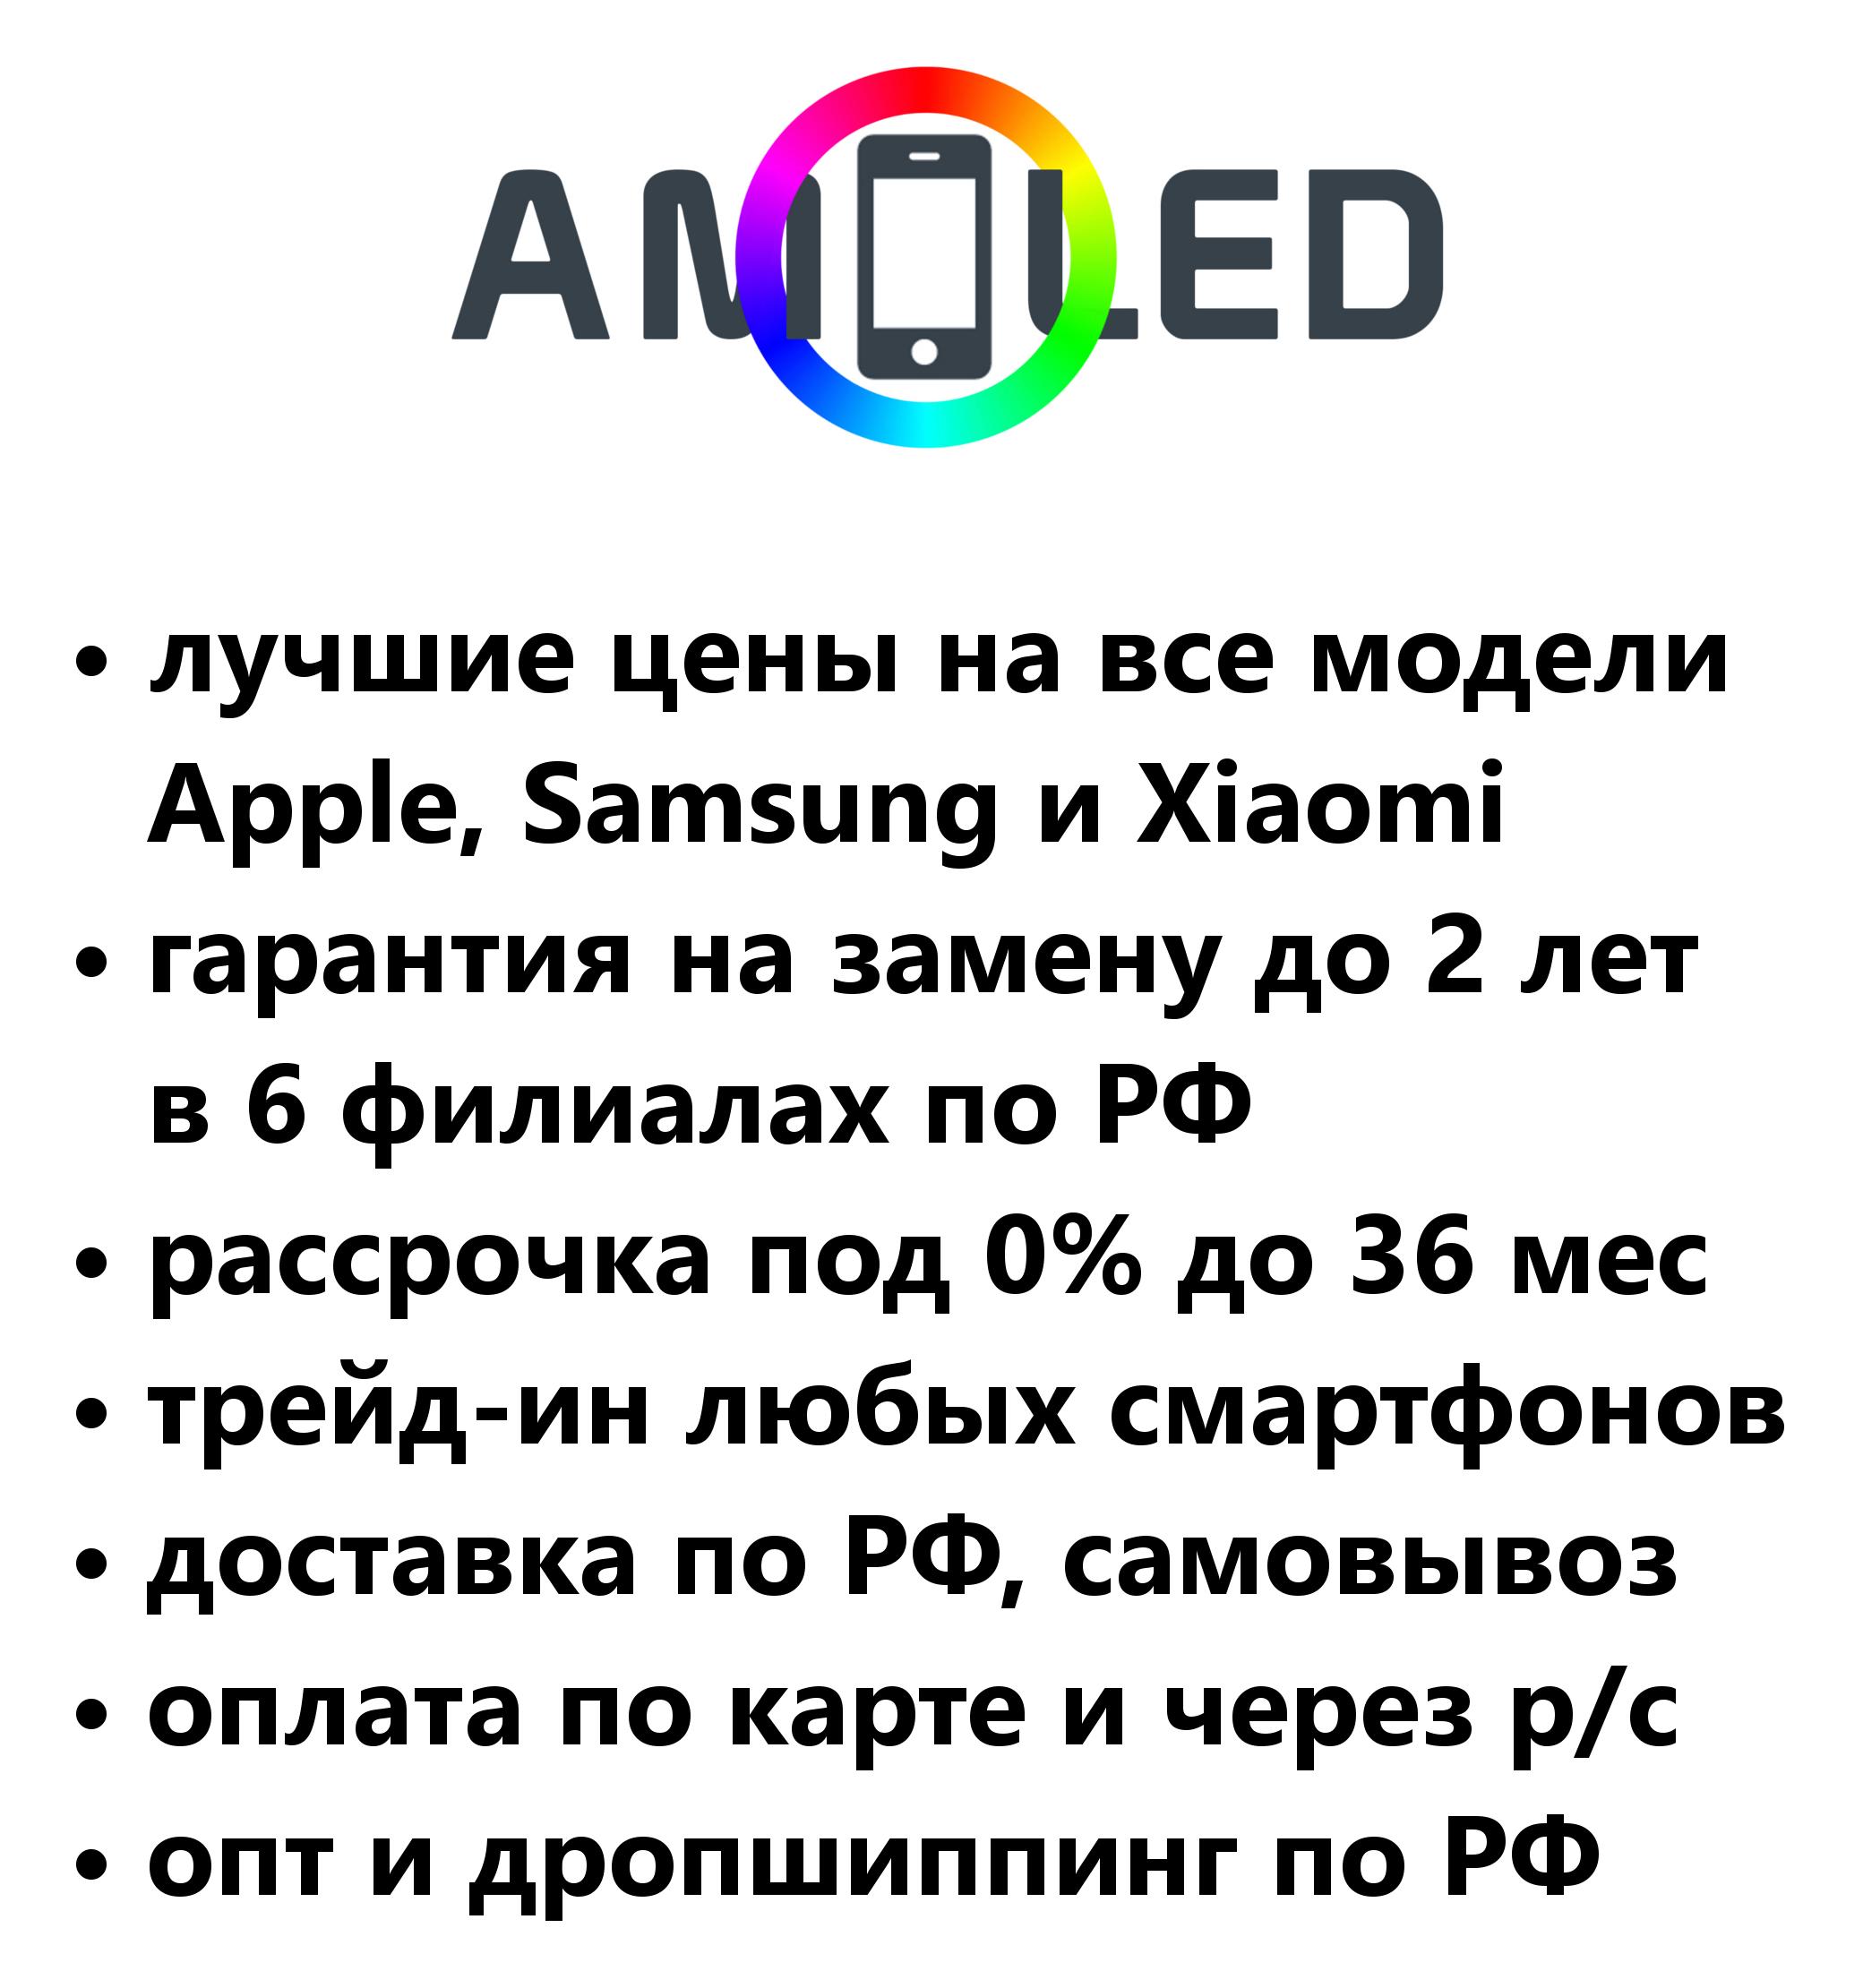 AMOLED
• лучшие цены на все модели
Apple, Samsung и Xiaomi
• гарантия на замену до 2 лет
в 6 филиалах по РФ
• рассрочка под 0% до 36 мес
• трейд-ин любых смартфонов
• доставка по РФ, самовывоз
• оплата по карте и через р/с
• опт и дропшиппинг по РФ